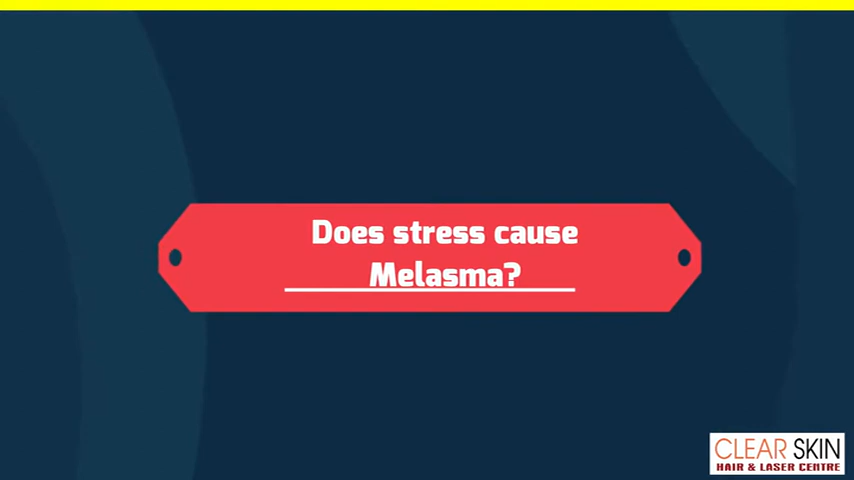 Does stress cause
Melasma?
CLEAR SKIN
HAIR & LASER CENTRE